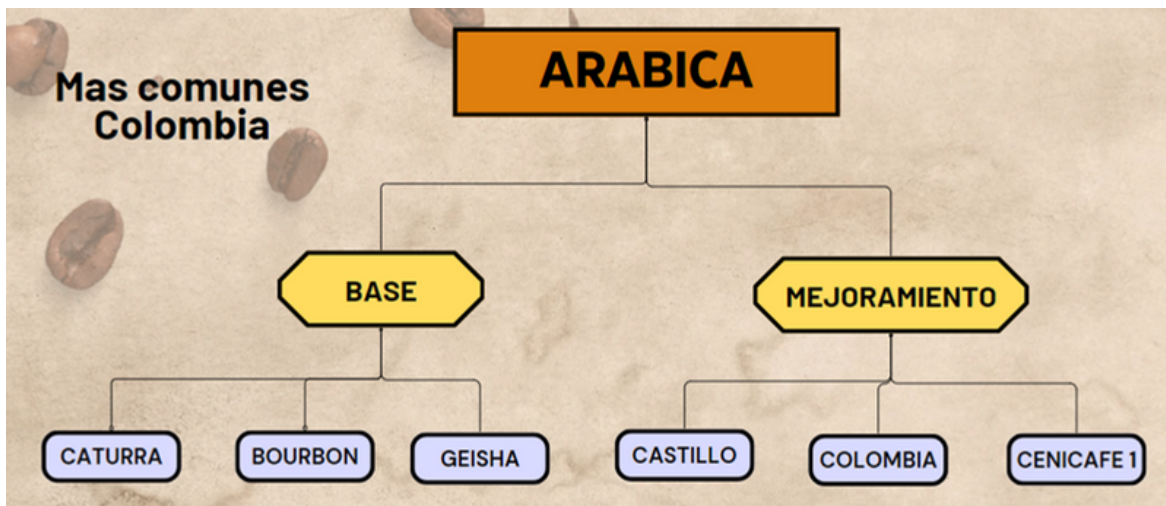 Mas comunes
Colombia
ARABICA
BASE
MEJORAMIENTO
CATURRA
BOURBON
GEISHA
CASTILLO
COLOMBIA
CENICAFE 1